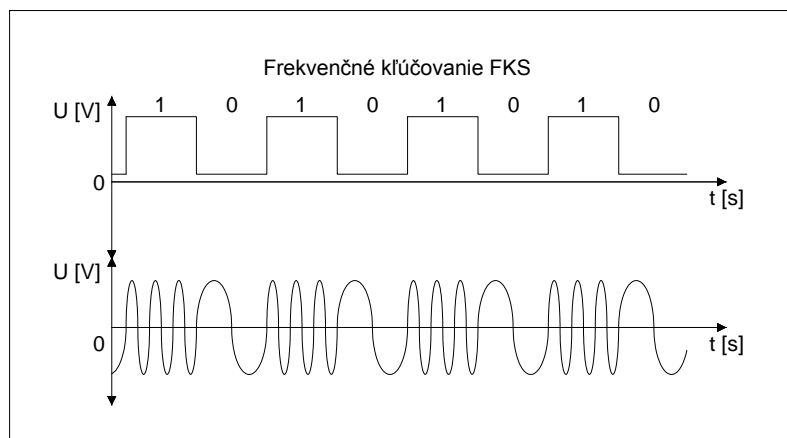 Frekvenčné kľúčovanie FKS
1 0 1 0 1 0 1 0
U [V]
0
t [s]
U [V]
0
t [s]